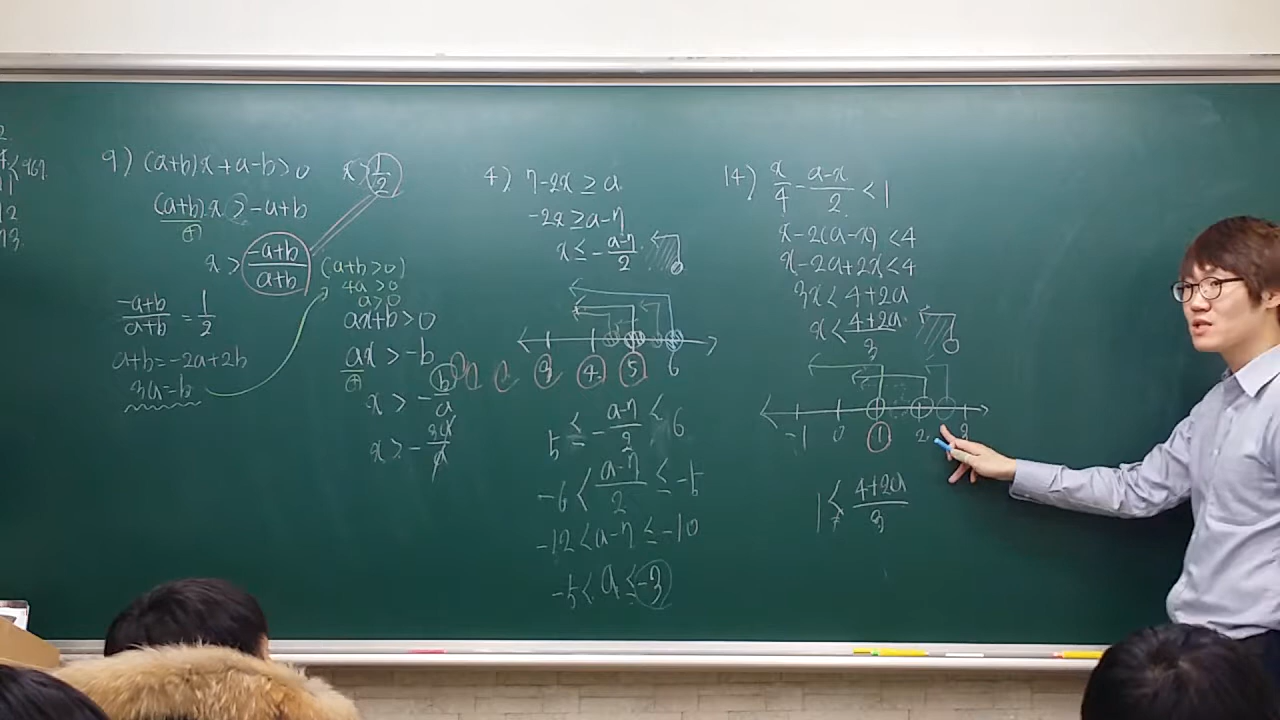 9) (a+b)x+a-b>0
(a+b)x > -a+b
⊕
x > (-a+b)/(a+b)
(-a+b)/(a+b) = 1/2
a+b=-2a+2b
3a=b
x > 1/2
(a+b>0)
4a>0
a>0
ax+b>0
ax > -b
⊕
x > -b/a
x > -3a/a
4) 7-2x ≥ a
-2x ≥ a-7
x ≤ -(a-7)/2
3 4 5 6
5 ≤ -(a-7)/2 < 6
-6 < (a-7)/2 ≤ -5
-12 < a-7 ≤ -10
-5 < a ≤ -3
14) x/4 - (a-x)/2 < 1
x-2(a-x) < 4
x-2a+2x < 4
3x < 4+2a
x < (4+2a)/3
-1 0 1 2 3
1 < (4+2a)/3